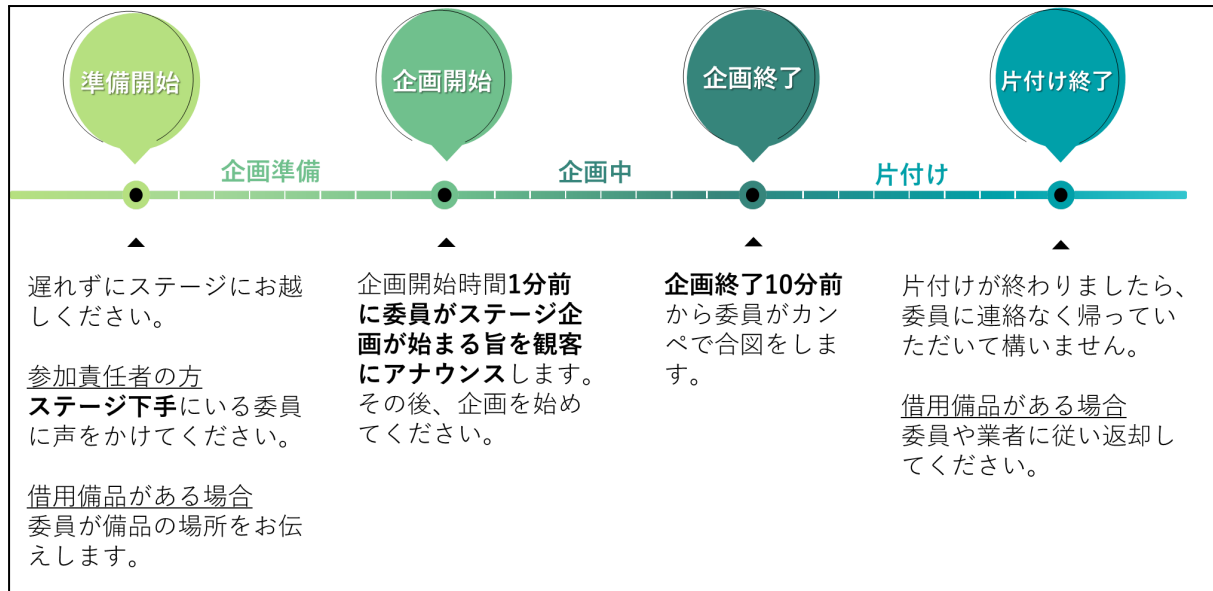 準備開始
企画開始
企画終了
片付け終了
企画準備
企画中
片付け
遅れずにステージにお越
しください。
参加責任者の方
ステージ下手にいる委員
に声をかけてください。
借用備品がある場合
委員が備品の場所をお伝
えします。
企画開始時間1分前
に委員がステージ企
画が始まる旨を観客
にアナウンスします。
その後、企画を始め
てください。
企画終了10分前
から委員がカン
ペで合図をしま
す。
片付けが終わりましたら、
委員に連絡なく帰ってい
ただいて構いません。
借用備品がある場合
委員や業者に従い返却し
てください。